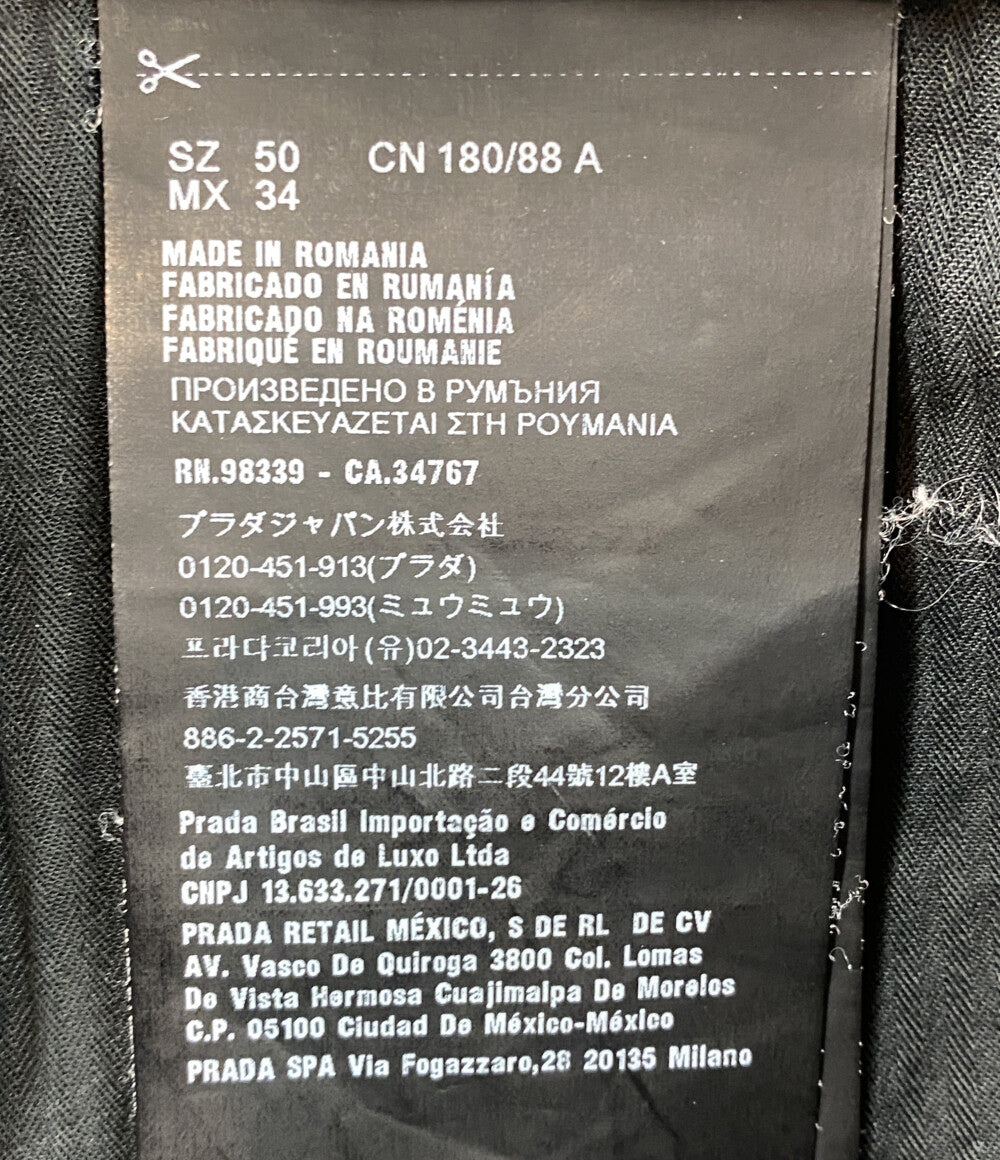 SZ 50 CN 180/88 A
MX 34
MADE IN ROMANIA
FABRICADO EN RUMANÍA
FABRICADO NA ROMÉNIA
FABRIQUÉ EN ROUMANIE
ПРОИЗВЕДЕНО В РУМЪНИЯ
ΚΑΤΑΣΚΕΥΑΖΕΤΑΙ ΣΤΗ ΡΟΥΜΑΝΙΑ
RN.98339 - CA.34767
プラダジャパン株式会社
0120-451-913(プラダ)
0120-451-993(ミュウミュウ)
프라다코리아(유)02-3443-2323
香港商台灣意比有限公司台灣分公司
886-2-2571-5255
臺北市中山區中山北路二段44號12樓A室
Prada Brasil Importação e Comércio
de Artigos de Luxo Ltda
CNPJ 13.633.271/0001-26
PRADA RETAIL MÉXICO, S DE RL DE CV
AV. Vasco De Quiroga 3800 Col. Lomas
De Vista Hermosa Cuajimalpa De Morelos
C.P. 05100 Ciudad De México-México
PRADA SPA Via Fogazzaro,28 20135 Milano